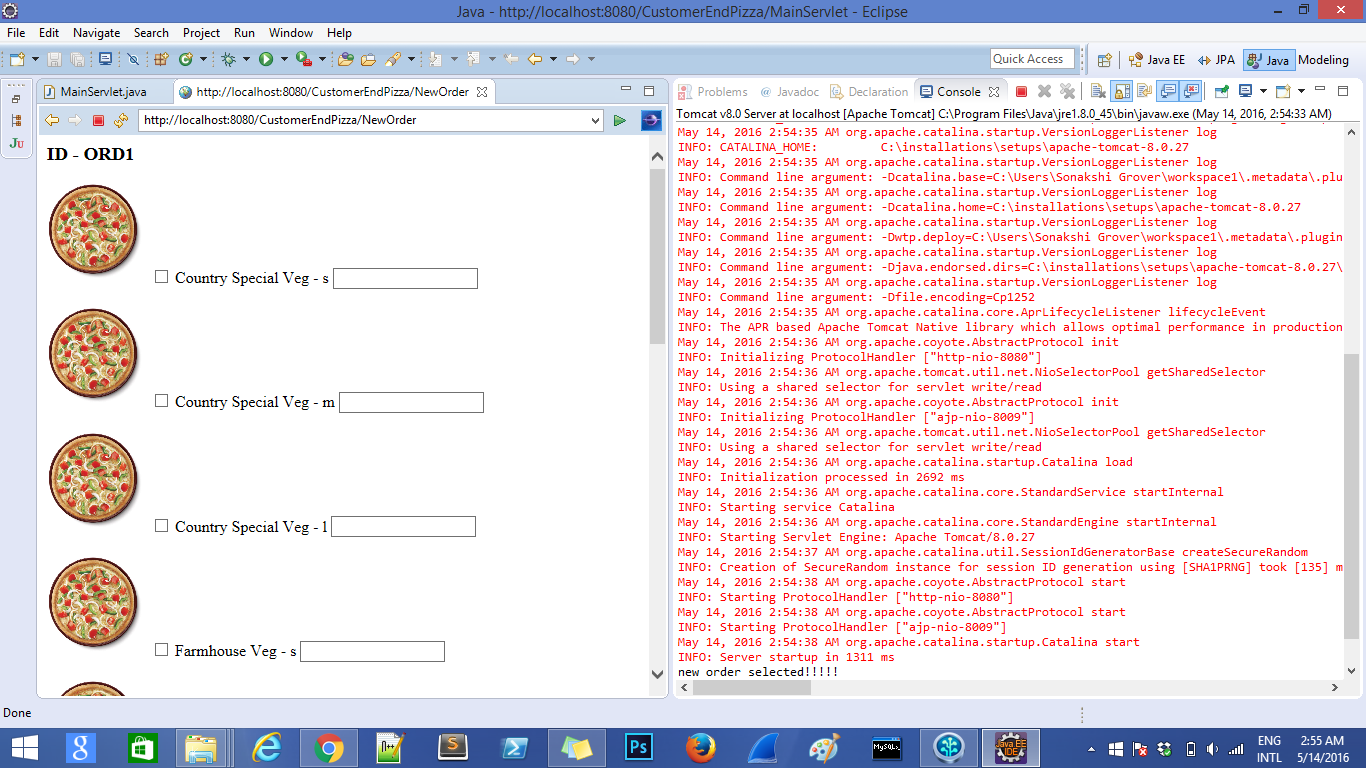 Java - http://localhost:8080/CustomerEndPizza/MainServlet - Eclipse
File Edit Navigate Search Project Run Window Help
Quick Access
Java EE
JPA
Java
Modeling
MainServlet.java
http://localhost:8080/CustomerEndPizza/NewOrder
http://localhost:8080/CustomerEndPizza/NewOrder
ID - ORD1
Country Special Veg - s
Country Special Veg - m
Country Special Veg - l
Farmhouse Veg - s
Problems @ Javadoc Declaration Console
Tomcat v8.0 Server at localhost [Apache Tomcat] C:\Program Files\Java\jre1.8.0_45\bin\javaw.exe (May 14, 2016, 2:54:33 AM)
May 14, 2016 2:54:35 AM org.apache.catalina.startup.VersionLoggerListener log
INFO: CATALINA_HOME: C:\installations\setups\apache-tomcat-8.0.27
May 14, 2016 2:54:35 AM org.apache.catalina.startup.VersionLoggerListener log
INFO: Command line argument: -Dcatalina.base=C:\Users\Sonakshi Grover\workspace1\.metadata\.plu
May 14, 2016 2:54:35 AM org.apache.catalina.startup.VersionLoggerListener log
INFO: Command line argument: -Dcatalina.home=C:\installations\setups\apache-tomcat-8.0.27
May 14, 2016 2:54:35 AM org.apache.catalina.startup.VersionLoggerListener log
INFO: Command line argument: -Dwtp.deploy=C:\Users\Sonakshi Grover\workspace1\.metadata\.plugin
May 14, 2016 2:54:35 AM org.apache.catalina.startup.VersionLoggerListener log
INFO: Command line argument: -Djava.endorsed.dirs=C:\installations\setups\apache-tomcat-8.0.27\
May 14, 2016 2:54:35 AM org.apache.catalina.startup.VersionLoggerListener log
INFO: Command line argument: -Dfile.encoding=Cp1252
May 14, 2016 2:54:35 AM org.apache.catalina.core.AprLifecycleListener lifecycleEvent
INFO: The APR based Apache Tomcat Native library which allows optimal performance in production
May 14, 2016 2:54:36 AM org.apache.coyote.AbstractProtocol init
INFO: Initializing ProtocolHandler ["http-nio-8080"]
May 14, 2016 2:54:36 AM org.apache.tomcat.util.net.NioSelectorPool getSharedSelector
INFO: Using a shared selector for servlet write/read
May 14, 2016 2:54:36 AM org.apache.coyote.AbstractProtocol init
INFO: Initializing ProtocolHandler ["ajp-nio-8009"]
May 14, 2016 2:54:36 AM org.apache.tomcat.util.net.NioSelectorPool getSharedSelector
INFO: Using a shared selector for servlet write/read
May 14, 2016 2:54:36 AM org.apache.catalina.startup.Catalina load
INFO: Initialization processed in 2692 ms
May 14, 2016 2:54:36 AM org.apache.catalina.core.StandardService startInternal
INFO: Starting service Catalina
May 14, 2016 2:54:36 AM org.apache.catalina.core.StandardEngine startInternal
INFO: Starting Servlet Engine: Apache Tomcat/8.0.27
May 14, 2016 2:54:37 AM org.apache.catalina.util.SessionIdGeneratorBase createSecureRandom
INFO: Creation of SecureRandom instance for session ID generation using [SHA1PRNG] took [135] m
May 14, 2016 2:54:38 AM org.apache.coyote.AbstractProtocol start
INFO: Starting ProtocolHandler ["http-nio-8080"]
May 14, 2016 2:54:38 AM org.apache.coyote.AbstractProtocol start
INFO: Starting ProtocolHandler ["ajp-nio-8009"]
May 14, 2016 2:54:38 AM org.apache.catalina.startup.Catalina start
INFO: Server startup in 1311 ms
new order selected!!!!!
Done
ENG
INTL
2:55 AM
5/14/2016